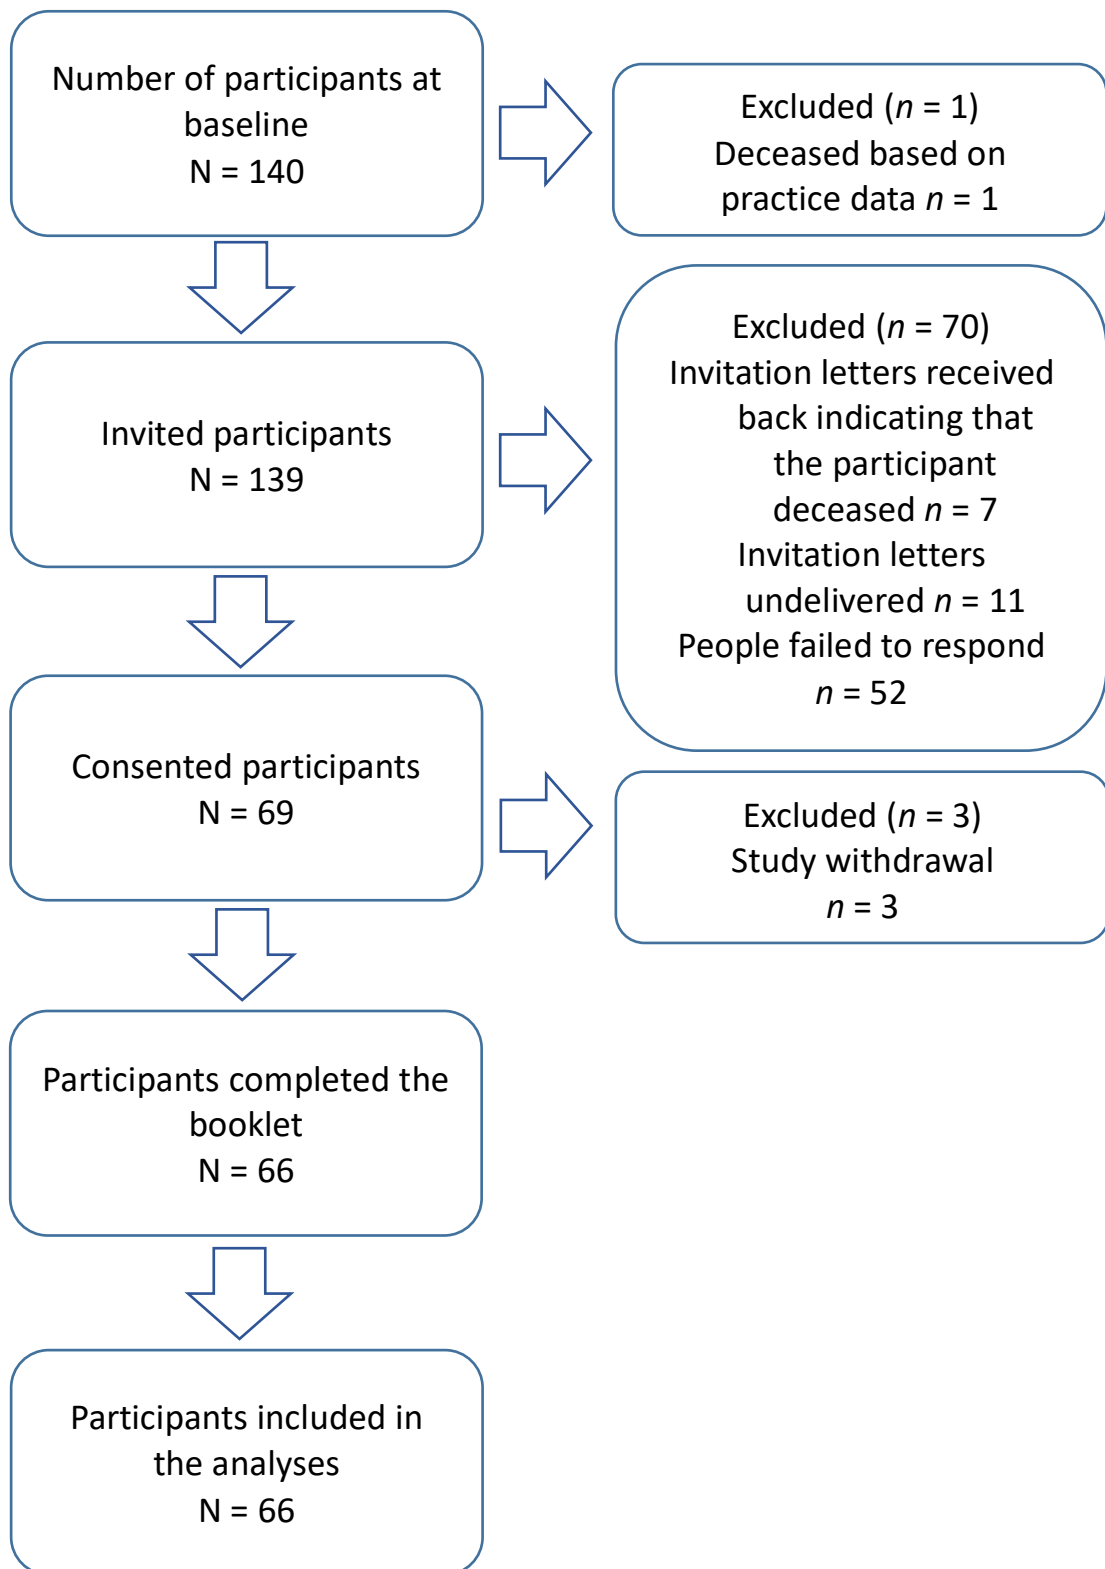 Number of participants at
baseline
N = 140
Excluded (n = 1)
Deceased based on
practice data n = 1
Invited participants
N = 139
Excluded (n = 70)
Invitation letters received
back indicating that
the participant
deceased n = 7
Invitation letters
undelivered n = 11
People failed to respond
n = 52
Consented participants
N = 69
Excluded (n = 3)
Study withdrawal
n = 3
Participants completed the
booklet
N = 66
Participants included in
the analyses
N = 66